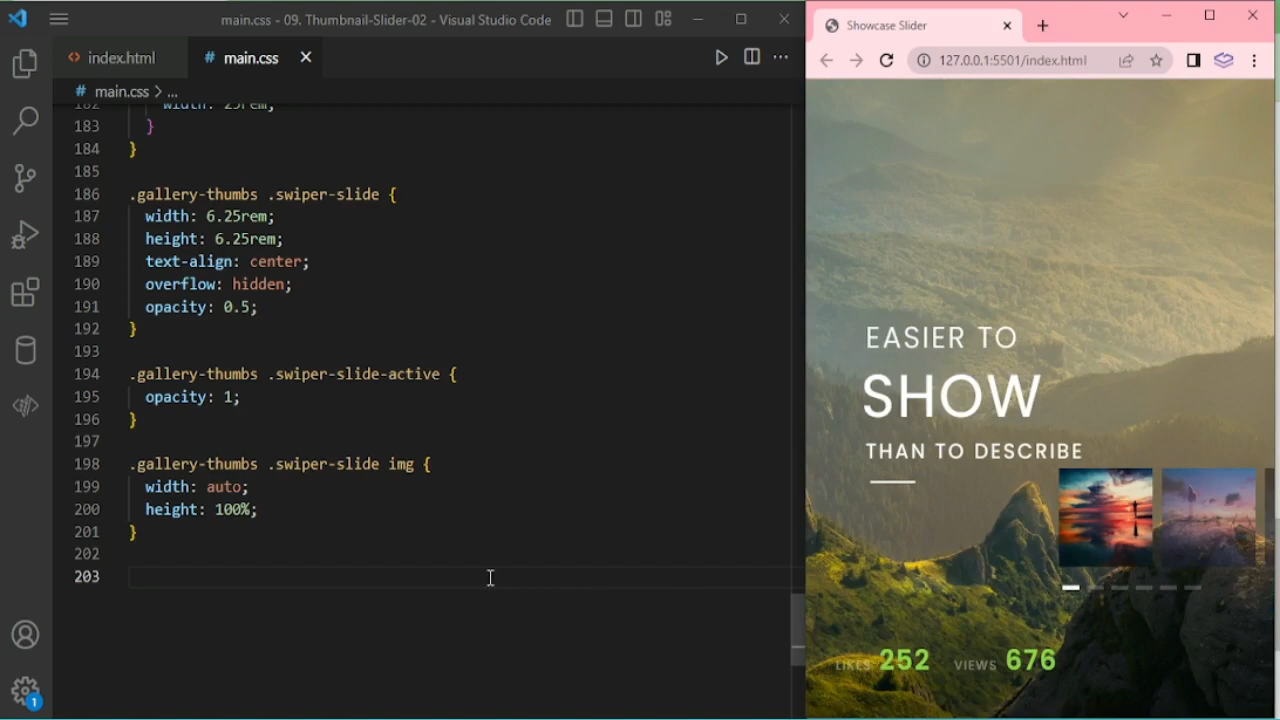 main.css - 09. Thumbnail-Slider-02 - Visual Studio Code
index.html
# main.css
# main.css > ...
182 width: 25rem;
183 }
184 }
185
186 .gallery-thumbs .swiper-slide {
187 width: 6.25rem;
188 height: 6.25rem;
189 text-align: center;
190 overflow: hidden;
191 opacity: 0.5;
192 }
193
194 .gallery-thumbs .swiper-slide-active {
195 opacity: 1;
196 }
197
198 .gallery-thumbs .swiper-slide img {
199 width: auto;
200 height: 100%;
201 }
202
203
1
Showcase Slider
127.0.0.1:5501/index.html
EASIER TO
SHOW
THAN TO DESCRIBE
LIKES 252 VIEWS 676